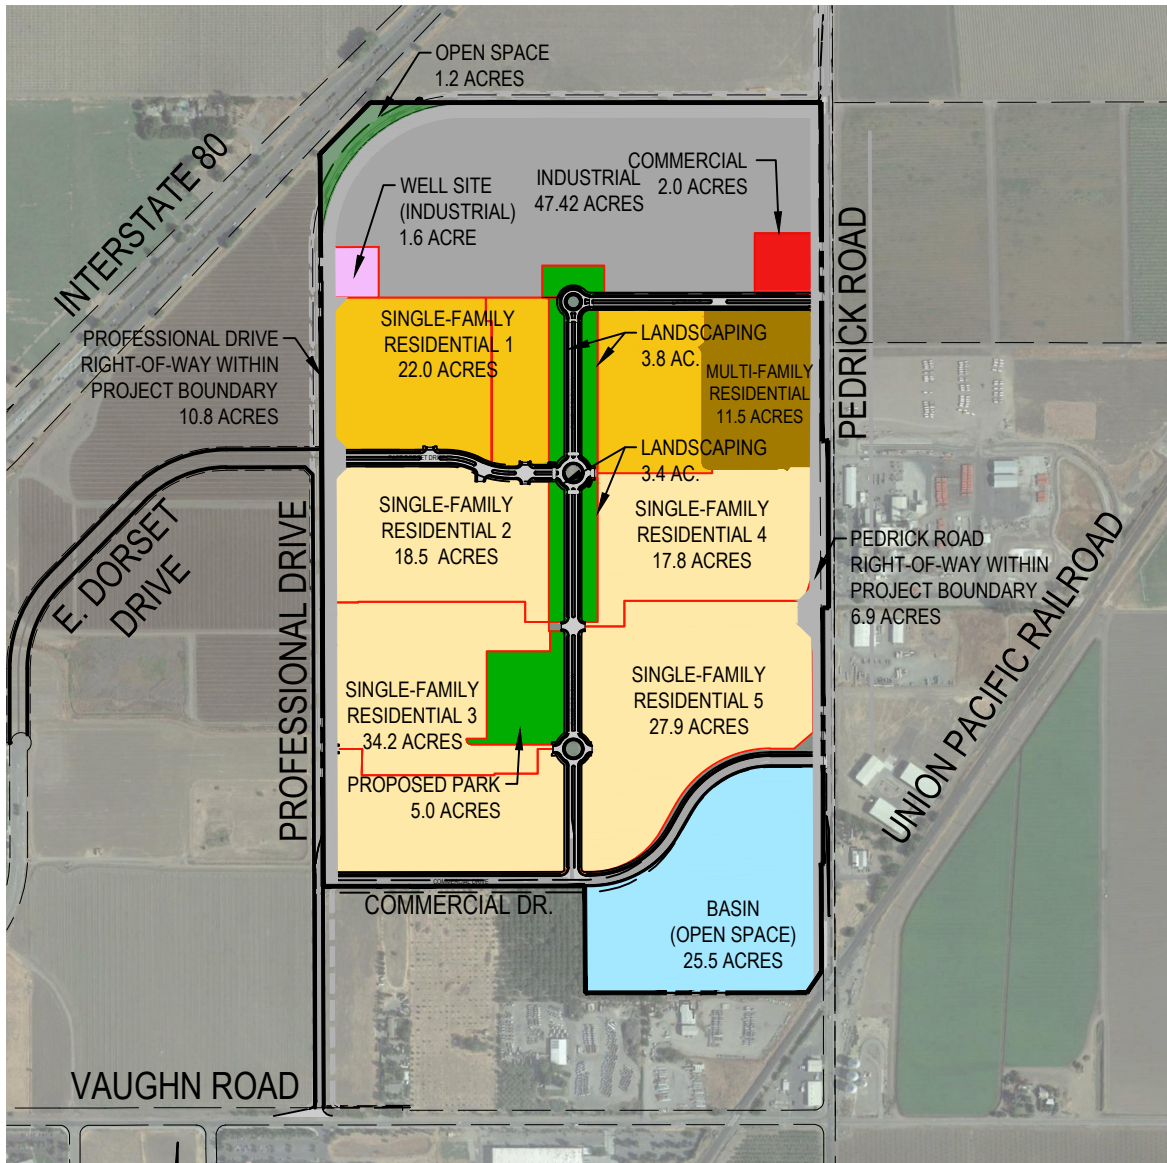 OPEN SPACE
1.2 ACRES
INTERSTATE 80
WELL SITE
(INDUSTRIAL)
1.6 ACRE
INDUSTRIAL
47.42 ACRES
COMMERCIAL
2.0 ACRES
PEDRICK ROAD
PROFESSIONAL DRIVE
RIGHT-OF-WAY WITHIN
PROJECT BOUNDARY
10.8 ACRES
SINGLE-FAMILY
RESIDENTIAL 1
22.0 ACRES
LANDSCAPING
3.8 AC.
MULTI-FAMILY
RESIDENTIAL
11.5 ACRES
LANDSCAPING
3.4 AC.
E. DORSET
DRIVE
PROFESSIONAL DRIVE
SINGLE-FAMILY
RESIDENTIAL 2
18.5 ACRES
SINGLE-FAMILY
RESIDENTIAL 4
17.8 ACRES
PEDRICK ROAD
RIGHT-OF-WAY WITHIN
PROJECT BOUNDARY
6.9 ACRES
UNION PACIFIC RAILROAD
SINGLE-FAMILY
RESIDENTIAL 3
34.2 ACRES
SINGLE-FAMILY
RESIDENTIAL 5
27.9 ACRES
PROPOSED PARK
5.0 ACRES
COMMERCIAL DRIVE
COMMERCIAL DR.
BASIN
(OPEN SPACE)
25.5 ACRES
VAUGHN ROAD